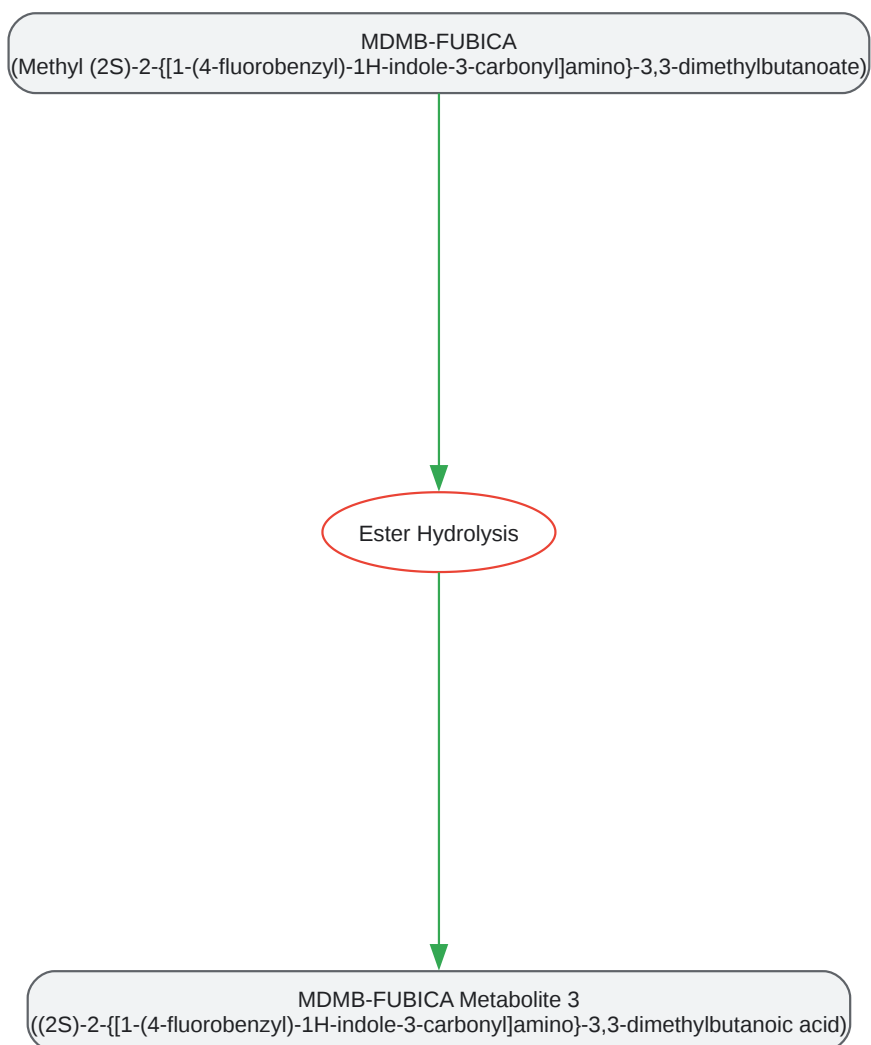 MDMB-FUBICA
(Methyl (2S)-2-{[1-(4-fluorobenzyl)-1H-indole-3-carbonyl]amino}-3,3-dimethylbutanoate)
Ester Hydrolysis
MDMB-FUBICA Metabolite 3
((2S)-2-{[1-(4-fluorobenzyl)-1H-indole-3-carbonyl]amino}-3,3-dimethylbutanoic acid)